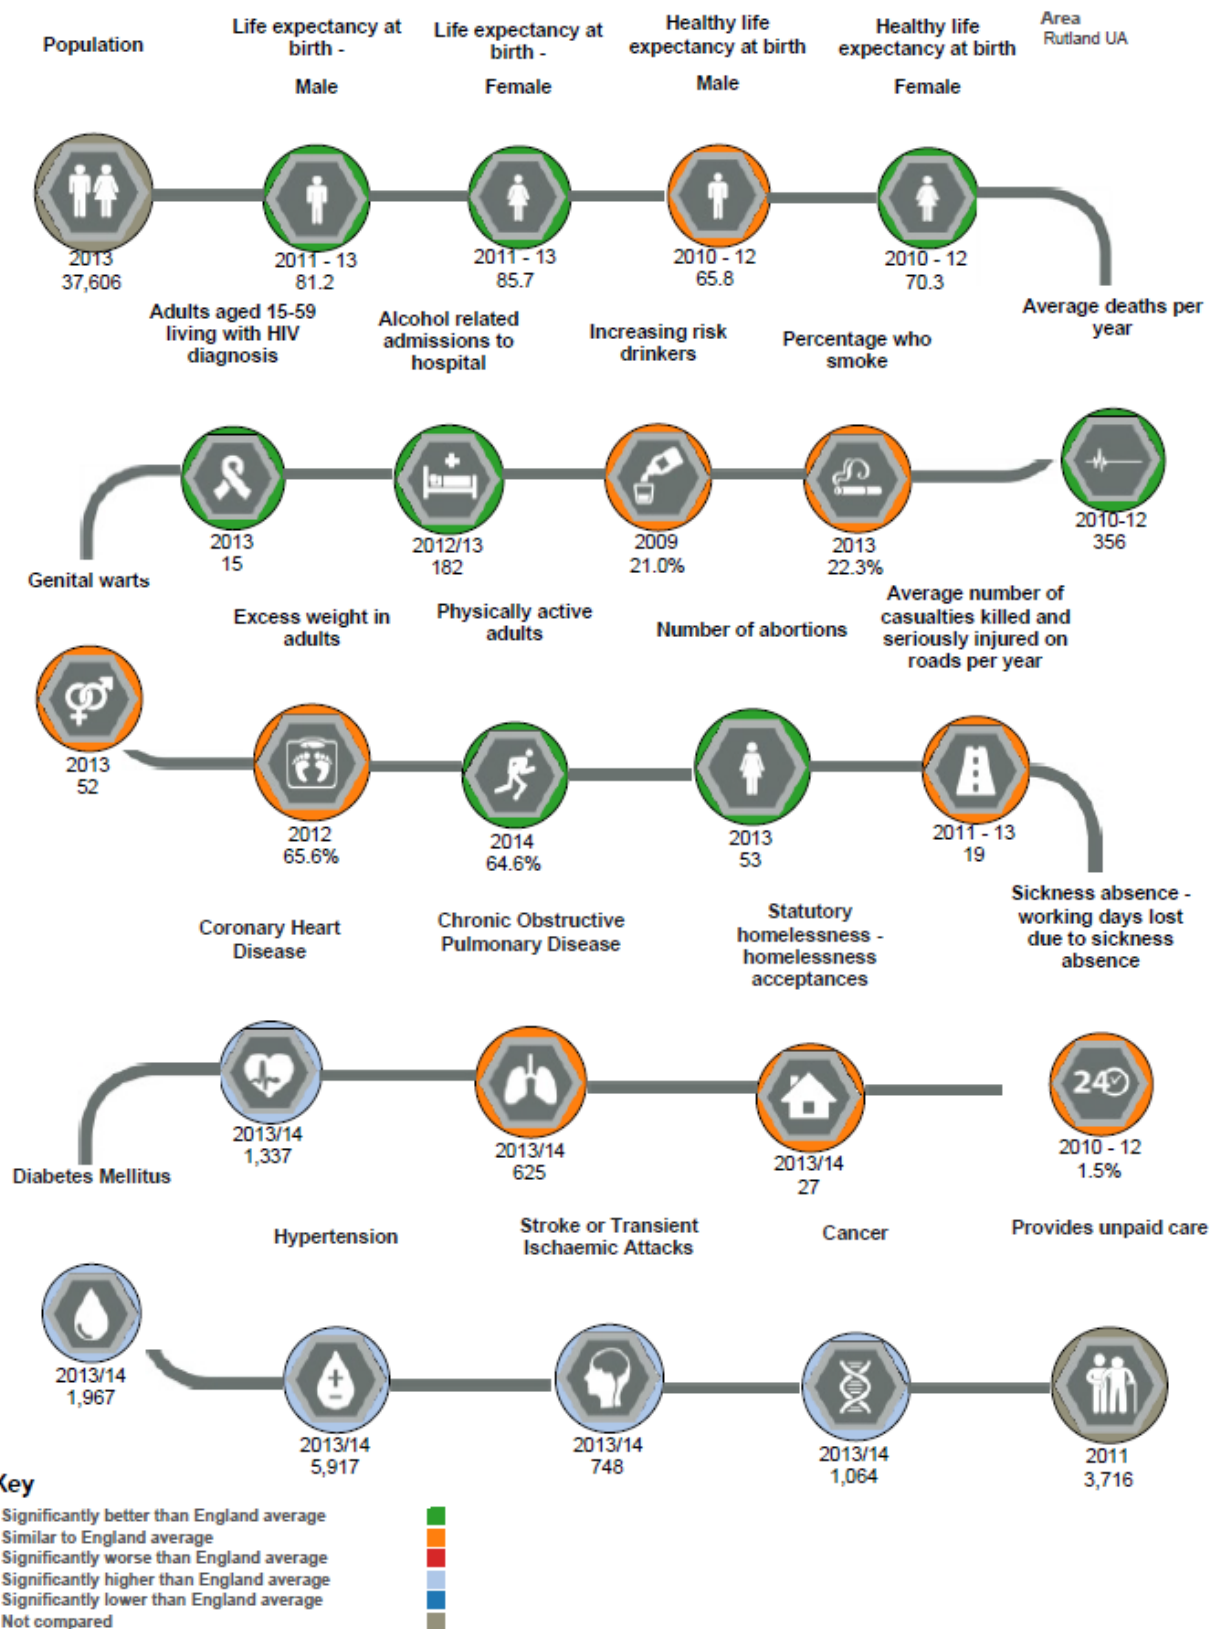 Area
Rutland UA
Population
Life expectancy at
birth -
Male
Life expectancy at
birth -
Female
Healthy life
expectancy at birth
Male
Healthy life
expectancy at birth
Female
2013
37,606
2011 - 13
81.2
2011 - 13
85.7
2010 - 12
65.8
2010 - 12
70.3
Adults aged 15-59
living with HIV
diagnosis
Alcohol related
admissions to
hospital
Increasing risk
drinkers
Percentage who
smoke
Average deaths per
year
2013
15
2012/13
182
2009
21.0%
2013
22.3%
2010-12
356
Genital warts
Excess weight in
adults
Physically active
adults
Number of abortions
Average number of
casualties killed and
seriously injured on
roads per year
2013
52
2012
65.6%
2014
64.6%
2013
53
2011 - 13
19
Coronary Heart
Disease
Chronic Obstructive
Pulmonary Disease
Statutory
homelessness -
homelessness
acceptances
Sickness absence -
working days lost
due to sickness
absence
24
2013/14
1,337
2013/14
625
2013/14
27
2010 - 12
1.5%
Diabetes Mellitus
Hypertension
Stroke or Transient
Ischaemic Attacks
Cancer
Provides unpaid care
2013/14
1,967
2013/14
5,917
2013/14
748
2013/14
1,064
2011
3,716
Key
Significantly better than England average
Similar to England average
Significantly worse than England average
Significantly higher than England average
Significantly lower than England average
Not compared